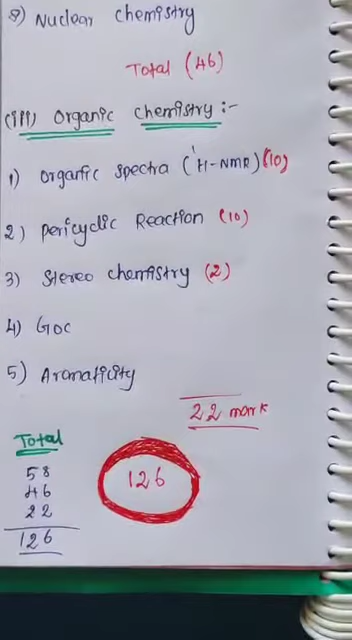 8) Nuclear chemistry
Total (46)
(iii) Organic chemistry :-
1) Organic spectra (¹H-NMR) (10)
2) Pericyclic Reaction (10)
3) Stereo chemistry (2)
4) GOC
5) Aromaticity
22 mark
Total
58
46
22
126
126